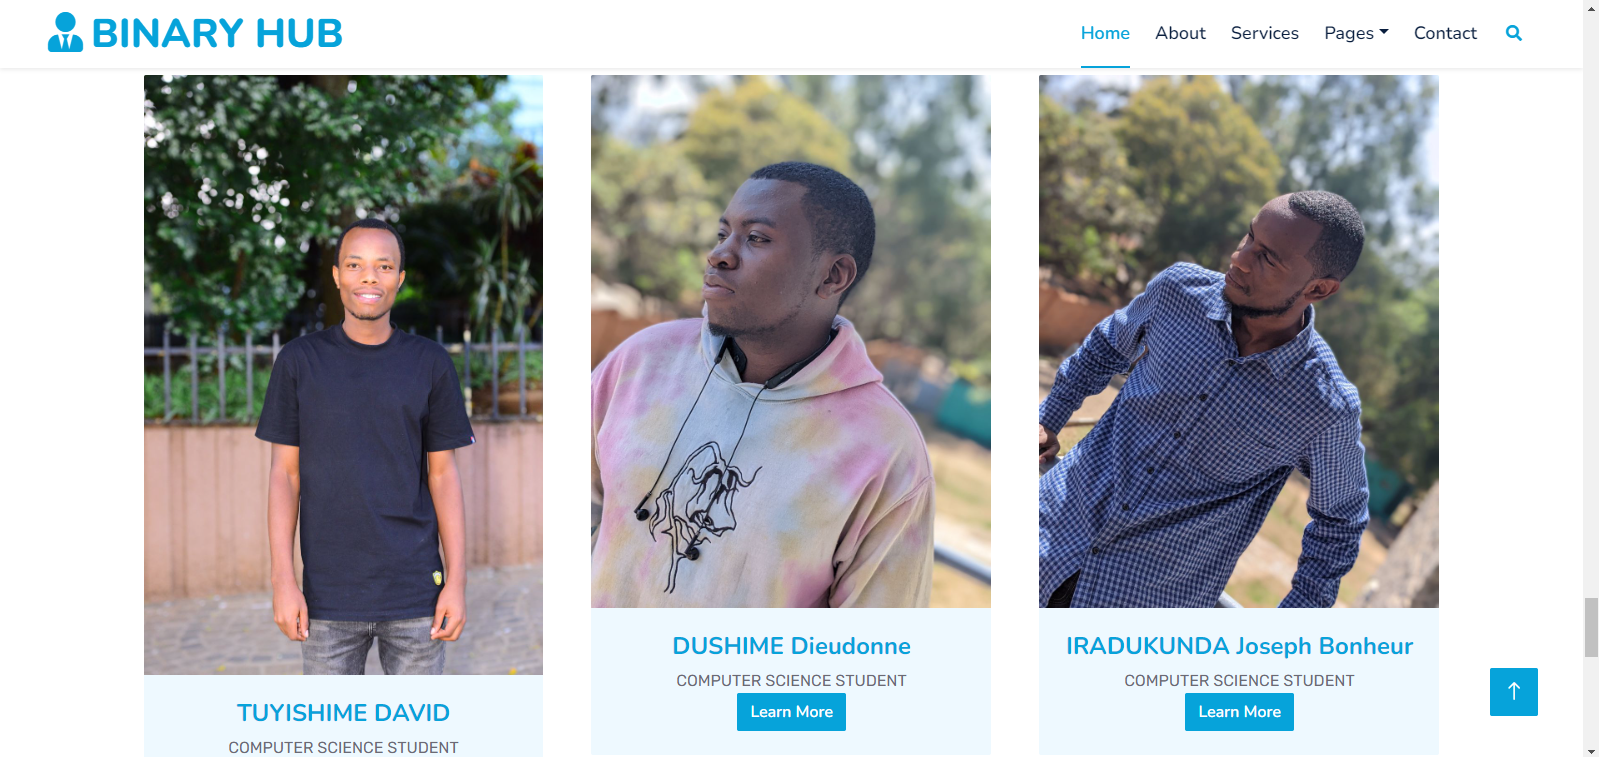 BINARY HUB
Home About Services Pages Contact
TUYISHIME DAVID
COMPUTER SCIENCE STUDENT
DUSHIME Dieudonne
COMPUTER SCIENCE STUDENT
Learn More
IRADUKUNDA Joseph Bonheur
COMPUTER SCIENCE STUDENT
Learn More